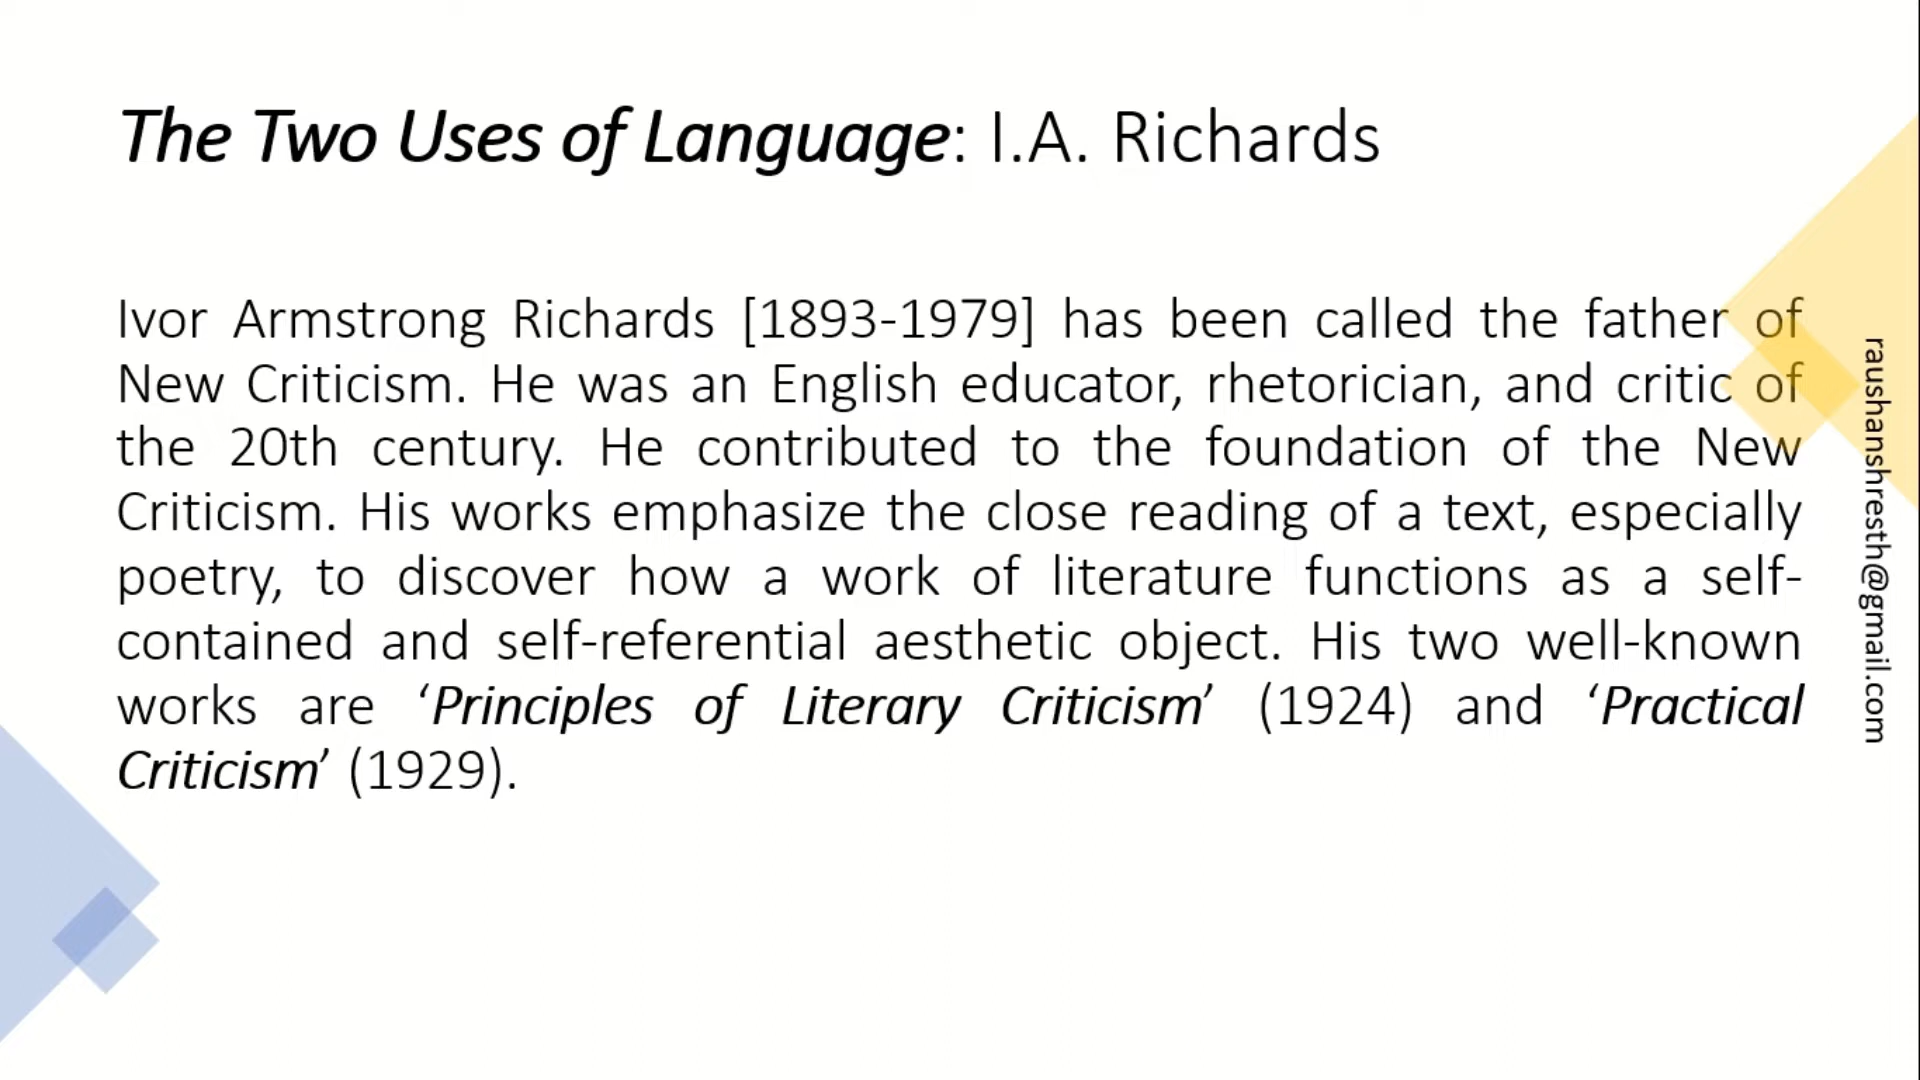 The Two Uses of Language: I.A. Richards
Ivor Armstrong Richards [1893-1979] has been called the father of
New Criticism. He was an English educator, rhetorician, and critic of
the 20th century. He contributed to the foundation of the New
Criticism. His works emphasize the close reading of a text, especially
poetry, to discover how a work of literature functions as a self-
contained and self-referential aesthetic object. His two well-known
works are ‘Principles of Literary Criticism’ (1924) and ‘Practical
Criticism’ (1929).
raushanshresth@gmail.com